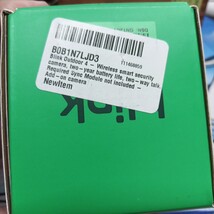 B0B1N7LJD3
Blink Outdoor 4 - Wireless smart security
camera, two-year battery life, two-way talk
Required Sync Module not included -
Add-on camera
NewItem
blink